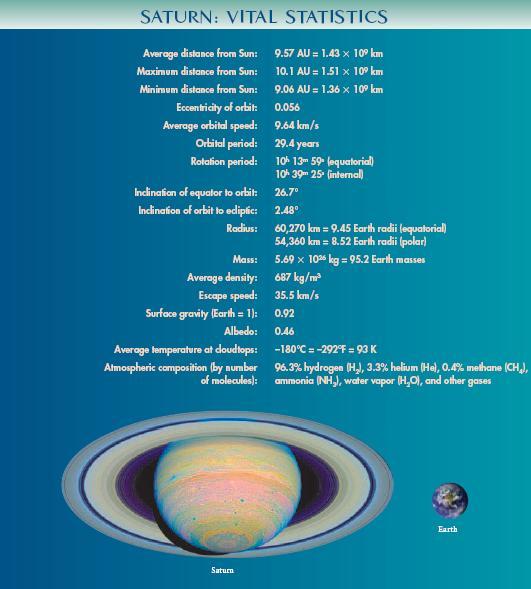 SATURN: VITAL STATISTICS
Average distance from Sun: 9.57 AU = 1.43 × 10⁹ km
Maximum distance from Sun: 10.1 AU = 1.51 × 10⁹ km
Minimum distance from Sun: 9.06 AU = 1.36 × 10⁹ km
Eccentricity of orbit: 0.056
Average orbital speed: 9.64 km/s
Orbital period: 29.4 years
Rotation period: 10ʰ 13ᵐ 59ˢ (equatorial)
10ʰ 39ᵐ 25ˢ (internal)
Inclination of equator to orbit: 26.7°
Inclination of orbit to ecliptic: 2.48°
Radius: 60,270 km = 9.45 Earth radii (equatorial)
54,360 km = 8.52 Earth radii (polar)
Mass: 5.69 × 10²⁶ kg = 95.2 Earth masses
Average density: 687 kg/m³
Escape speed: 35.5 km/s
Surface gravity (Earth = 1): 0.92
Albedo: 0.46
Average temperature at cloudtops: –180°C = –292°F = 93 K
Atmospheric composition (by number 96.3% hydrogen (H₂), 3.3% helium (He), 0.4% methane (CH₄),
of molecules): ammonia (NH₃), water vapor (H₂O), and other gases
Earth
Saturn